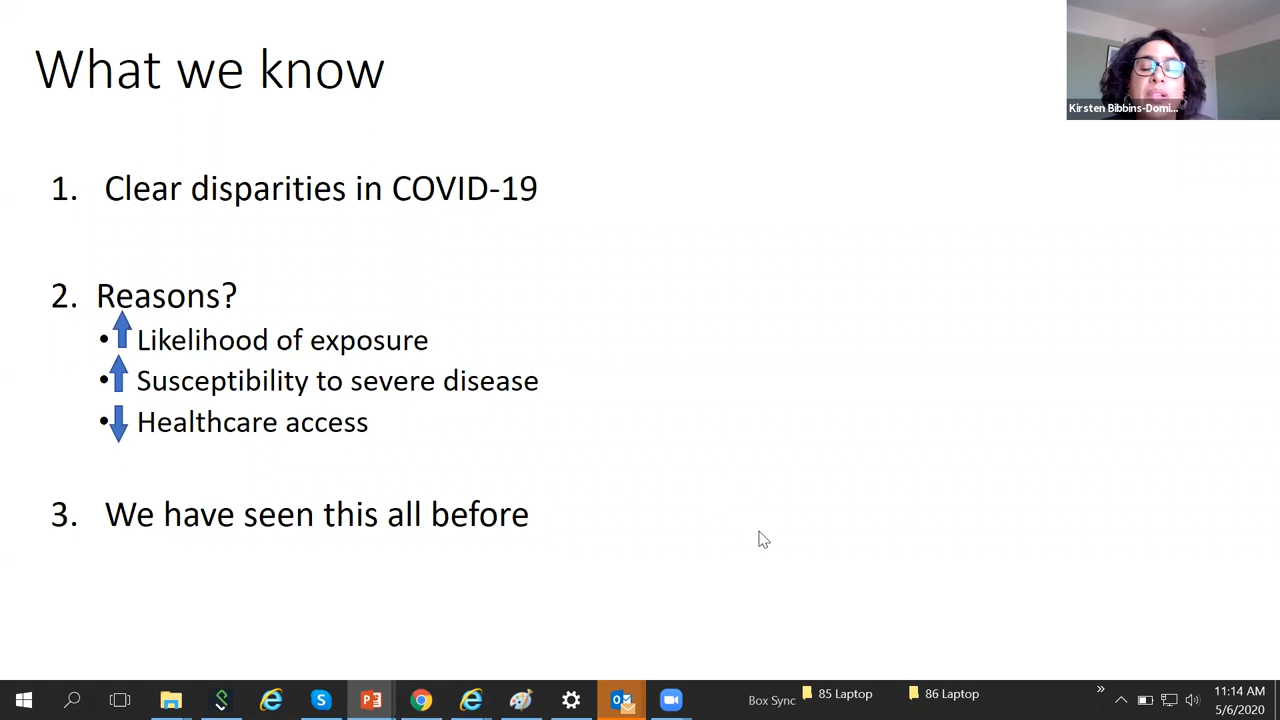 What we know
Kirsten Bibbins-Domi...
1. Clear disparities in COVID-19
2. Reasons?
• Likelihood of exposure
• Susceptibility to severe disease
• Healthcare access
3. We have seen this all before
Box Sync
85 Laptop
86 Laptop
11:14 AM
5/6/2020